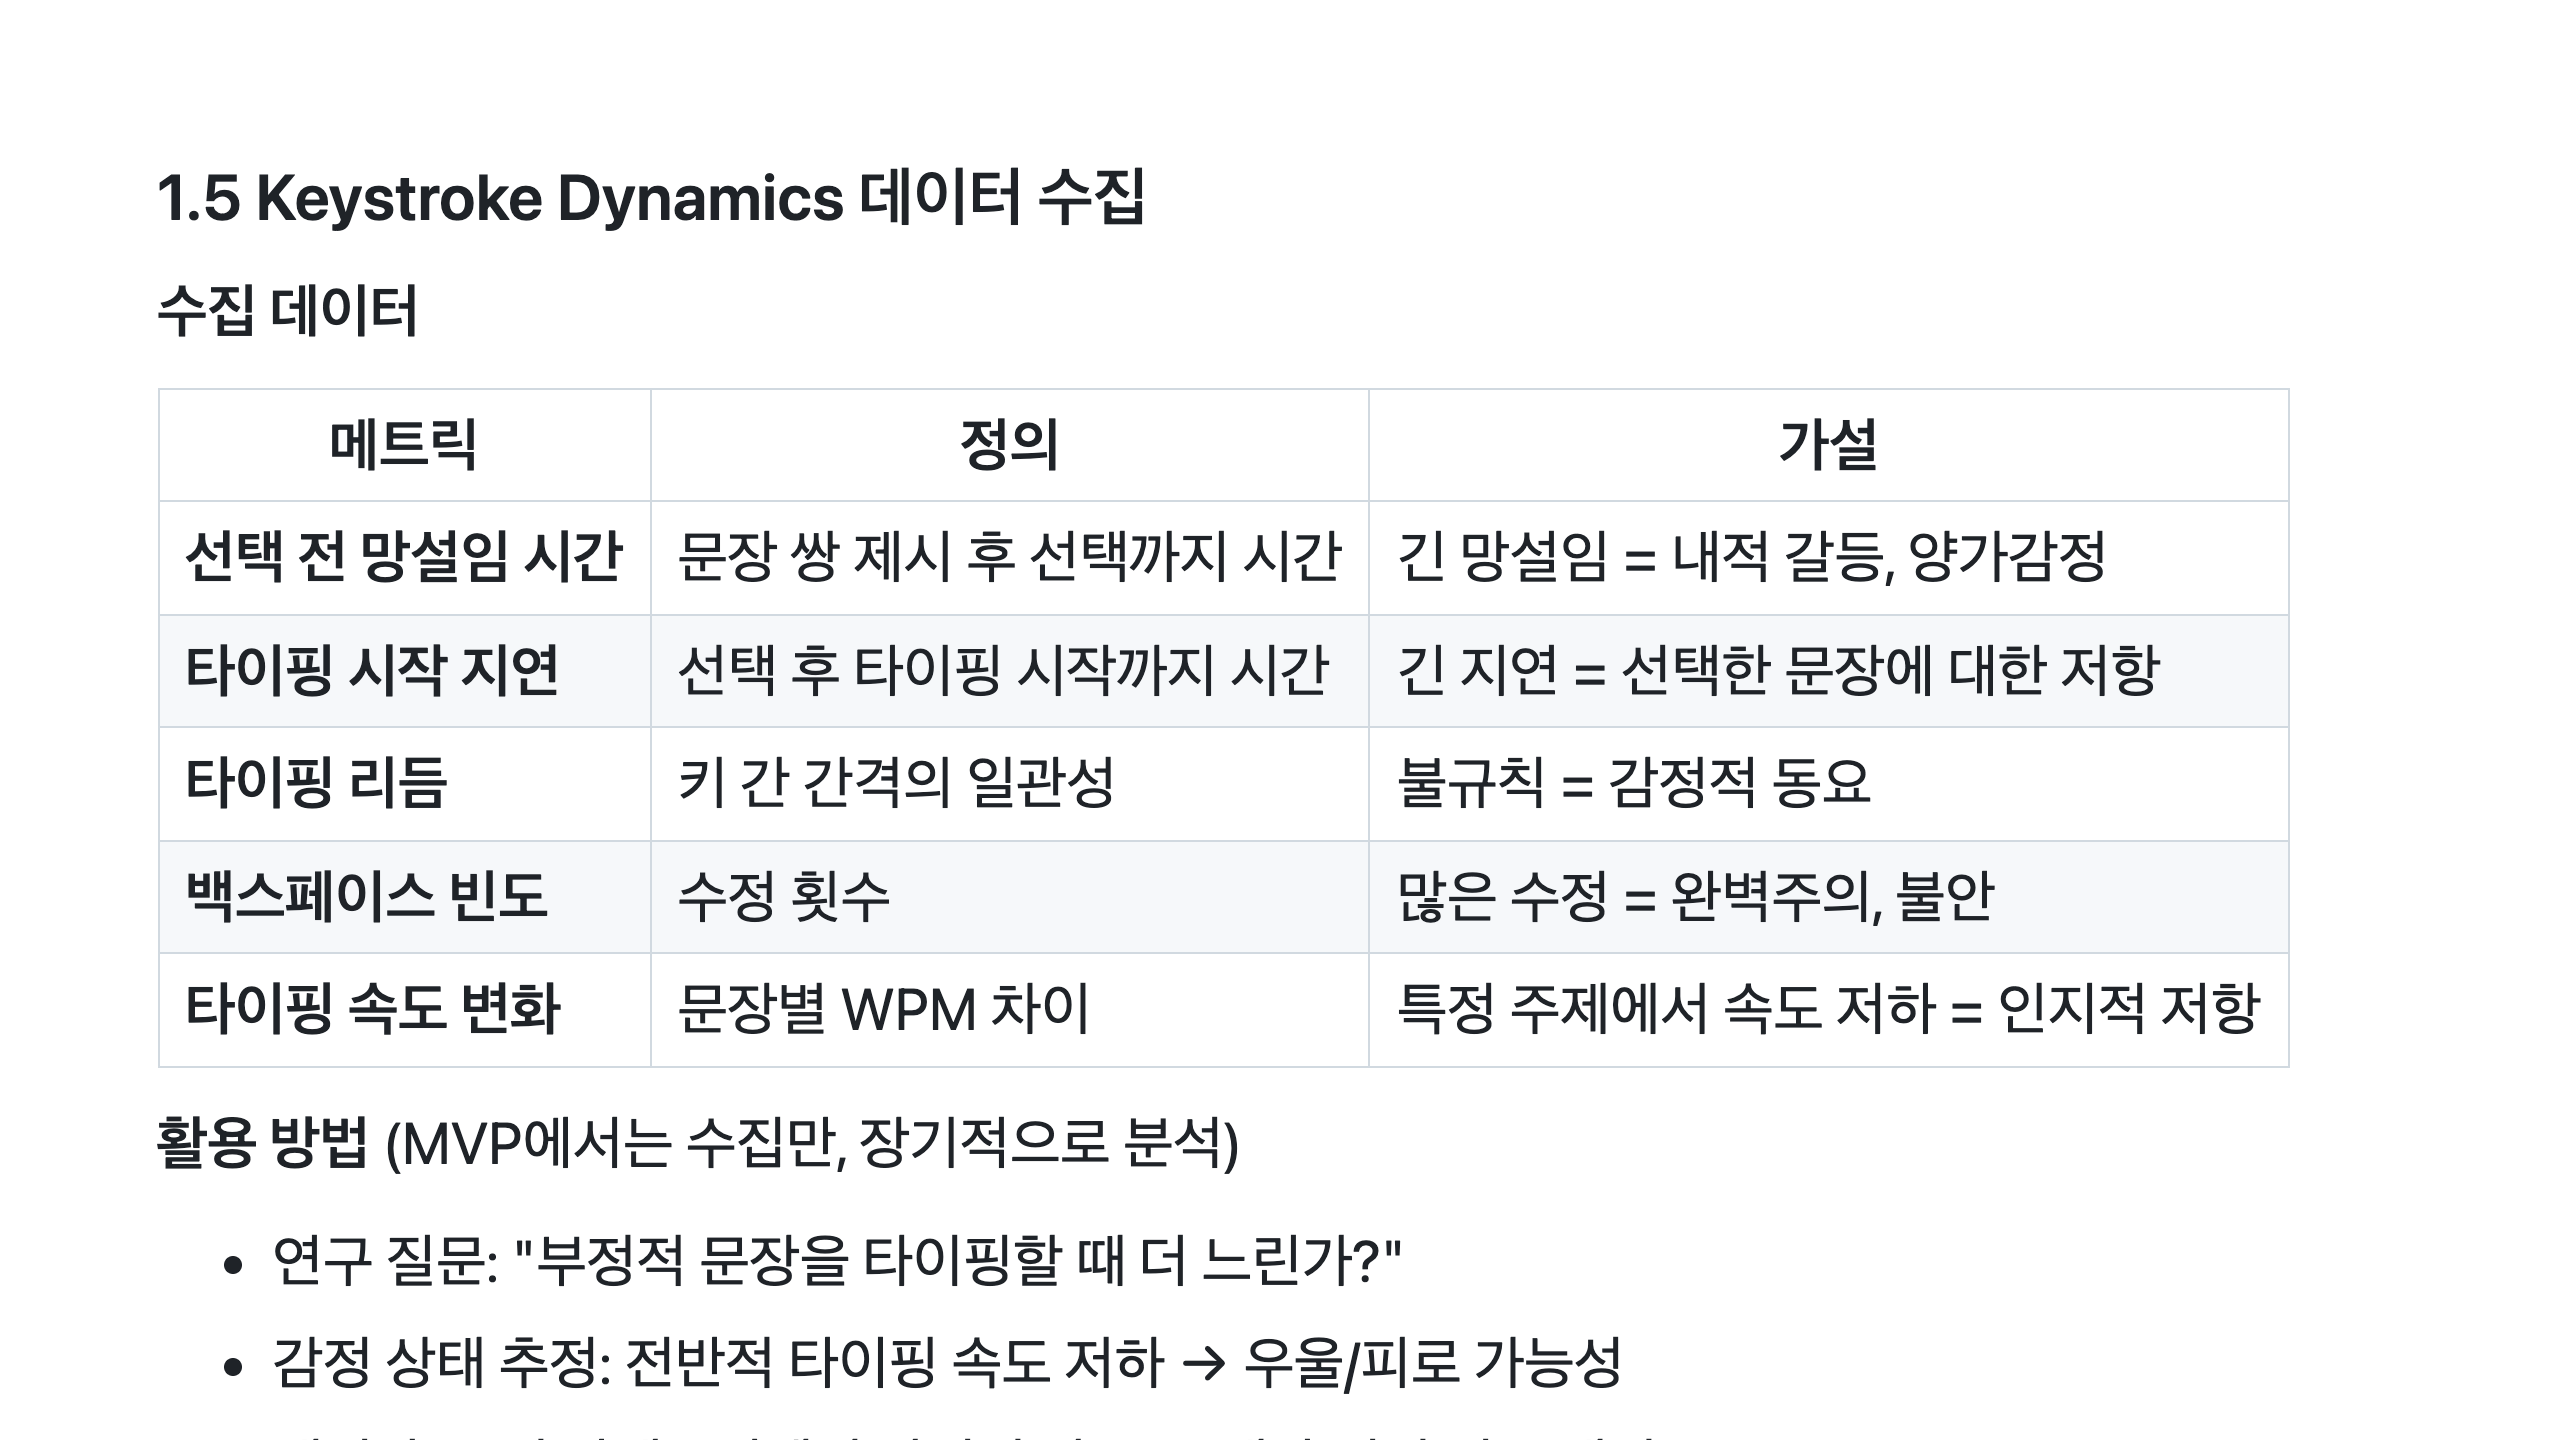 1.5 Keystroke Dynamics 데이터 수집
수집 데이터
메트릭 정의 가설
선택 전 망설임 시간 문장 쌍 제시 후 선택까지 시간 긴 망설임 = 내적 갈등, 양가감정
타이핑 시작 지연 선택 후 타이핑 시작까지 시간 긴 지연 = 선택한 문장에 대한 저항
타이핑 리듬 키 간 간격의 일관성 불규칙 = 감정적 동요
백스페이스 빈도 수정 횟수 많은 수정 = 완벽주의, 불안
타이핑 속도 변화 문장별 WPM 차이 특정 주제에서 속도 저하 = 인지적 저항
활용 방법 (MVP에서는 수집만, 장기적으로 분석)
• 연구 질문: "부정적 문장을 타이핑할 때 더 느린가?"
• 감정 상태 추정: 전반적 타이핑 속도 저하 → 우울/피로 가능성